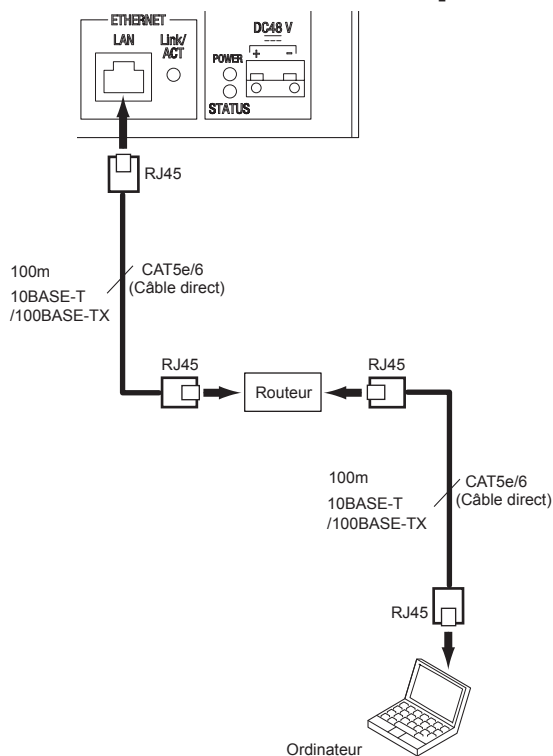 ETHERNET
LAN
Link/
ACT
DC48 V
POWER
+ -
STATUS
RJ45
100m
10BASE-T
/100BASE-TX
CAT5e/6
(Câble direct)
RJ45
Routeur
RJ45
100m
10BASE-T
/100BASE-TX
CAT5e/6
(Câble direct)
RJ45
Ordinateur